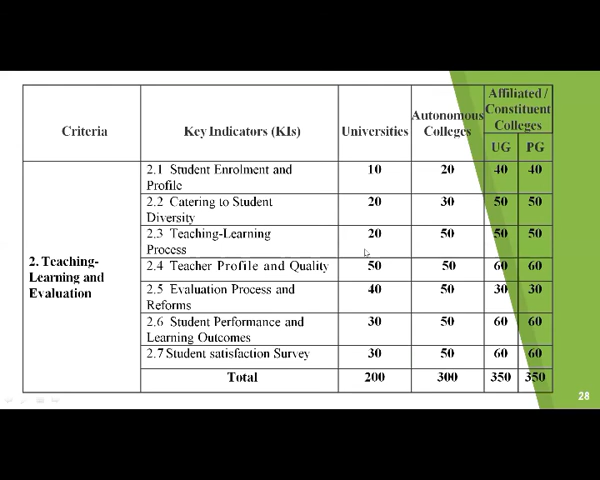 Criteria Key Indicators (KIs) Universities Autonomous Colleges Affiliated / Constituent Colleges
UG PG
2. Teaching-Learning and Evaluation
2.1 Student Enrolment and Profile 10 20 40 40
2.2 Catering to Student Diversity 20 30 50 50
2.3 Teaching-Learning Process 20 50 50 50
2.4 Teacher Profile and Quality 50 50 60 60
2.5 Evaluation Process and Reforms 40 50 30 30
2.6 Student Performance and Learning Outcomes 30 50 60 60
2.7 Student satisfaction Survey 30 50 60 60
Total 200 300 350 350
28